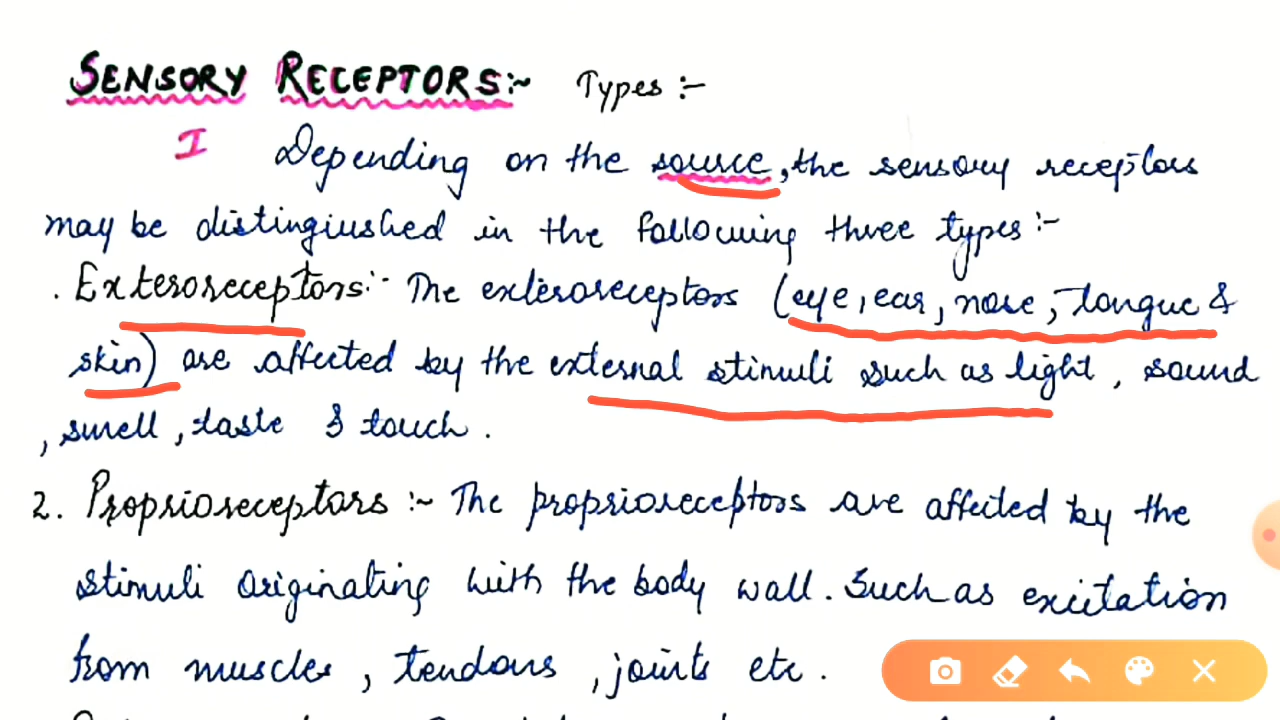 SENSORY RECEPTORS:~ Types :-
I Depending on the source, the sensory receptors
may be distingiushed in the following three types :-
. Exteroreceptors:- The exteroreceptors (eye, ear, nose, tongue &
skin) are affected by the external stimuli such as light, sound
, smell, taste & touch.
2. Proprioreceptors :~ The proprioreceptors are affected by the
stimuli originating with the body wall. Such as excitation
from muscles, tendons, joints etc.